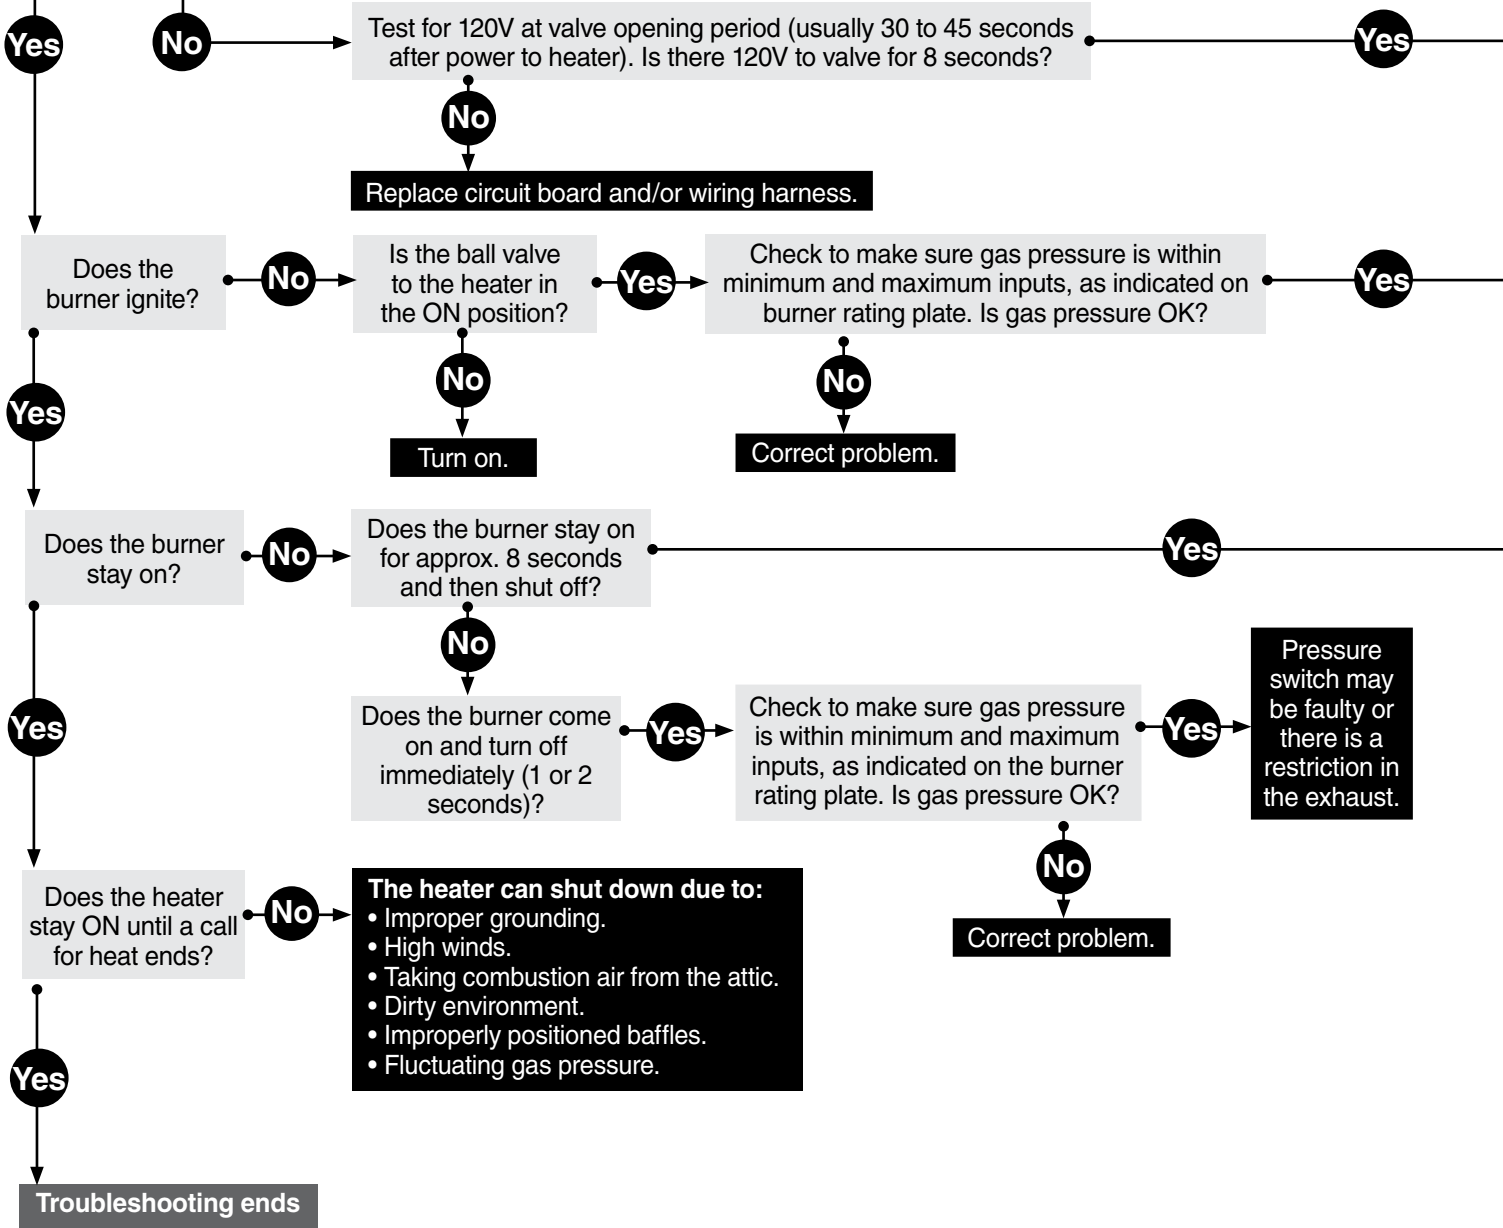 Yes
No
Test for 120V at valve opening period (usually 30 to 45 seconds
after power to heater). Is there 120V to valve for 8 seconds?
Yes
No
Replace circuit board and/or wiring harness.
Does the
burner ignite?
No
Is the ball valve
to the heater in
the ON position?
Yes
Check to make sure gas pressure is within
minimum and maximum inputs, as indicated on
burner rating plate. Is gas pressure OK?
Yes
No
Turn on.
No
Correct problem.
Yes
Does the burner
stay on?
No
Does the burner stay on
for approx. 8 seconds
and then shut off?
Yes
No
Does the burner come
on and turn off
immediately (1 or 2
seconds)?
Yes
Check to make sure gas pressure
is within minimum and maximum
inputs, as indicated on the burner
rating plate. Is gas pressure OK?
Yes
Pressure
switch may
be faulty or
there is a
restriction in
the exhaust.
No
Correct problem.
Yes
Does the heater
stay ON until a call
for heat ends?
No
The heater can shut down due to:
• Improper grounding.
• High winds.
• Taking combustion air from the attic.
• Dirty environment.
• Improperly positioned baffles.
• Fluctuating gas pressure.
Yes
Troubleshooting ends